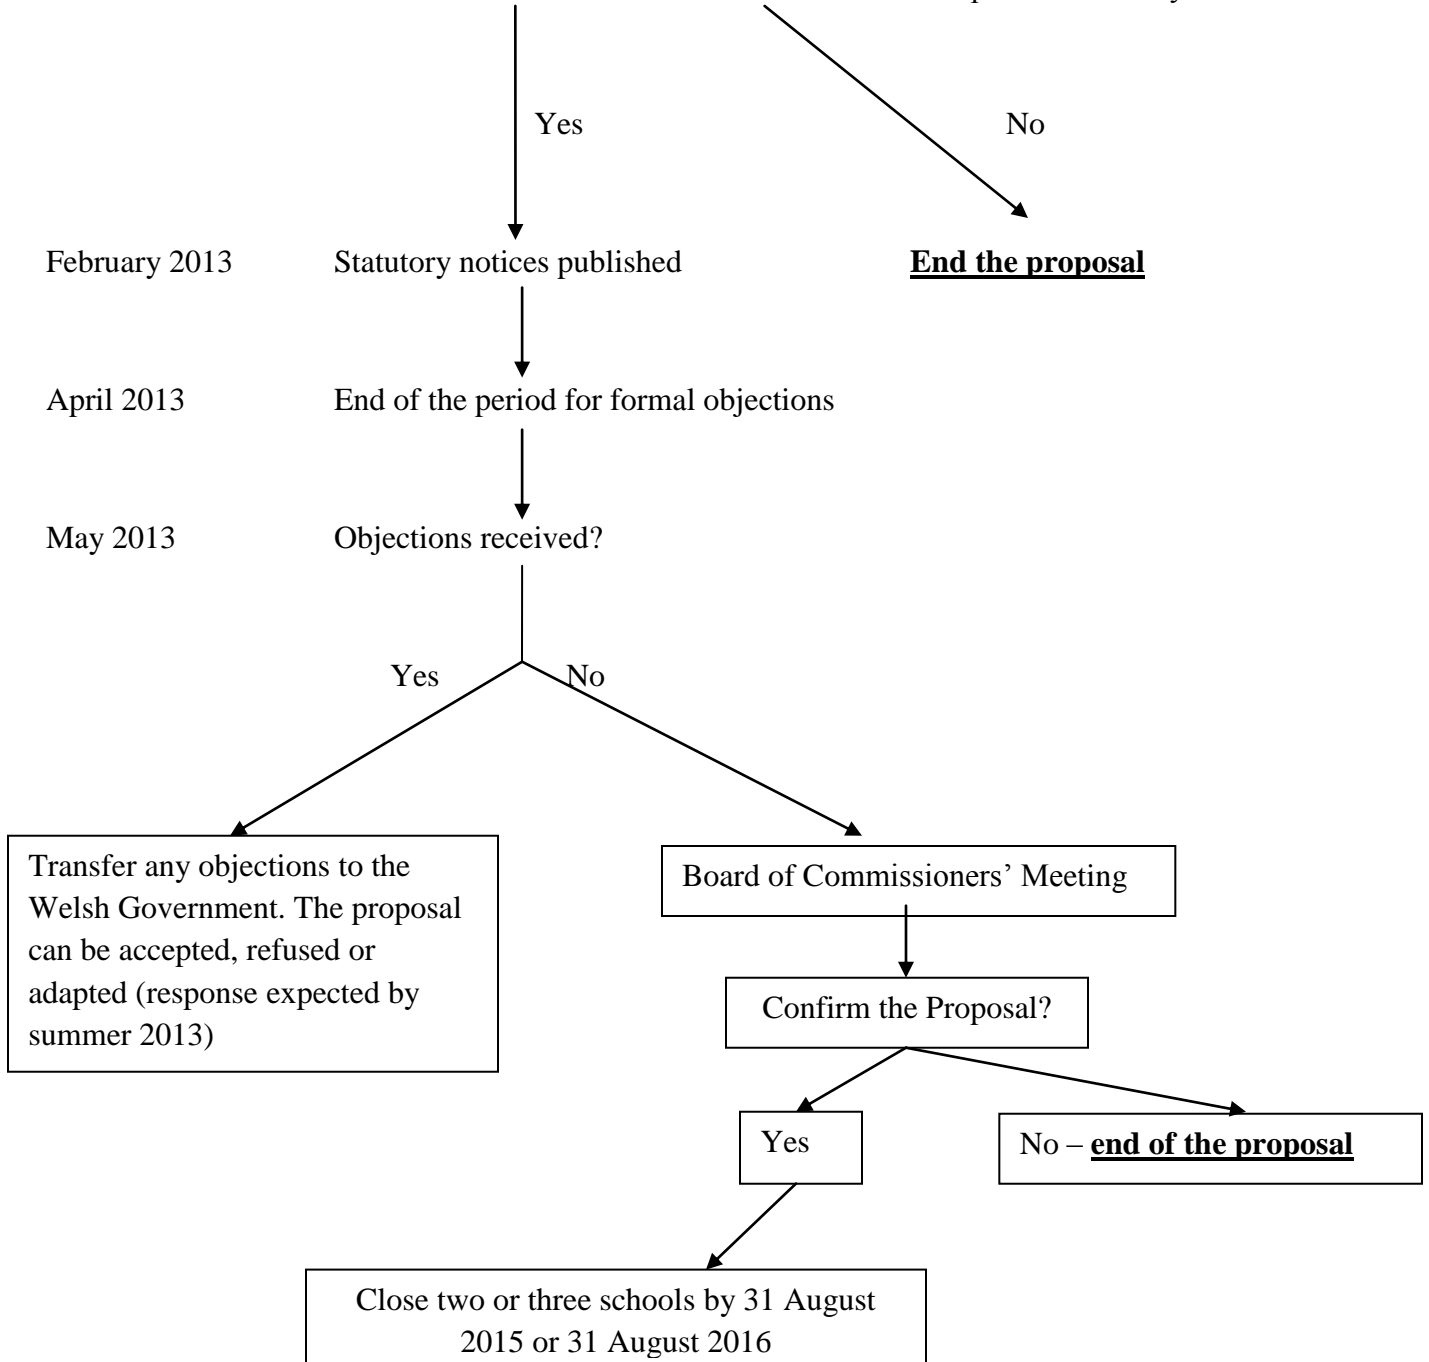 Yes
No
February 2013
Statutory notices published
End the proposal
April 2013
End of the period for formal objections
May 2013
Objections received?
Yes
No
Transfer any objections to the
Welsh Government. The proposal
can be accepted, refused or
adapted (response expected by
summer 2013)
Board of Commissioners’ Meeting
Confirm the Proposal?
Yes
No – end of the proposal
Close two or three schools by 31 August
2015 or 31 August 2016